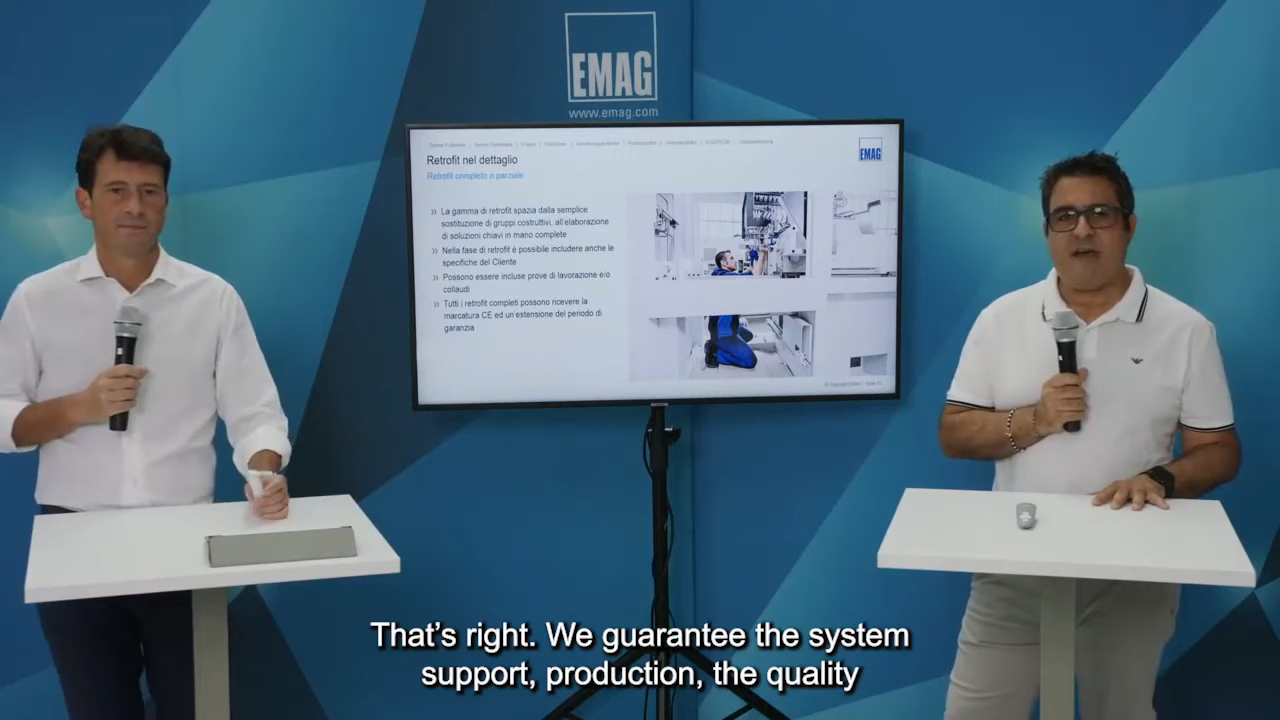 EMAG
www.emag.com
EMAG
Retrofit nel dettaglio
Retrofit completo o parziale
» La gamma di retrofit spazia dalla semplice
sostituzione di gruppi costruttivi, all'elaborazione
di soluzioni chiavi in mano complete
» Nella fase di retrofit è possibile includere anche le
specifiche del Cliente
» Possono essere incluse prove di lavorazione e/o
collaudi
» Tutti i retrofit completi possono ricevere la
marcatura CE ed un'estensione del periodo di
garanzia
That's right. We guarantee the system
support, production, the quality